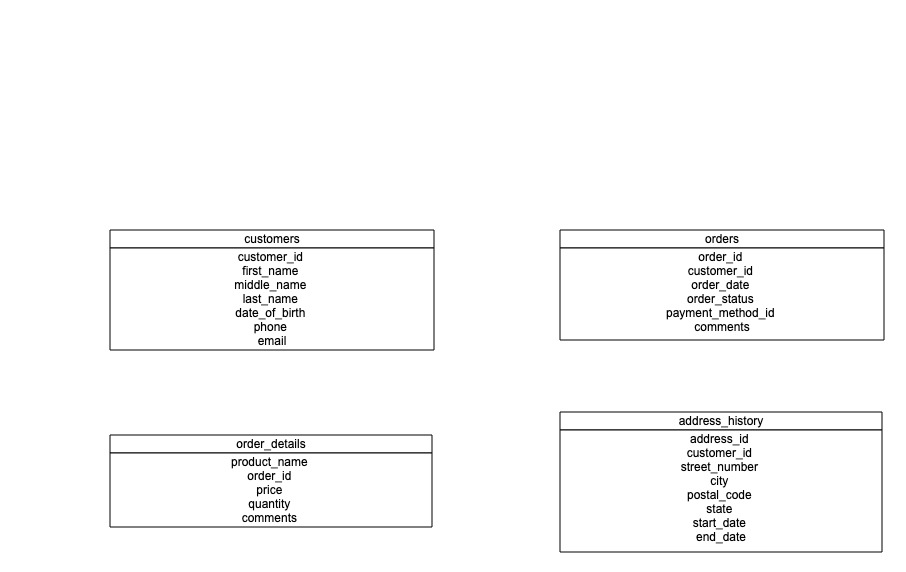 customers
customer_id
first_name
middle_name
last_name
date_of_birth
phone
email
orders
order_id
customer_id
order_date
order_status
payment_method_id
comments
order_details
product_name
order_id
price
quantity
comments
address_history
address_id
customer_id
street_number
city
postal_code
state
start_date
end_date